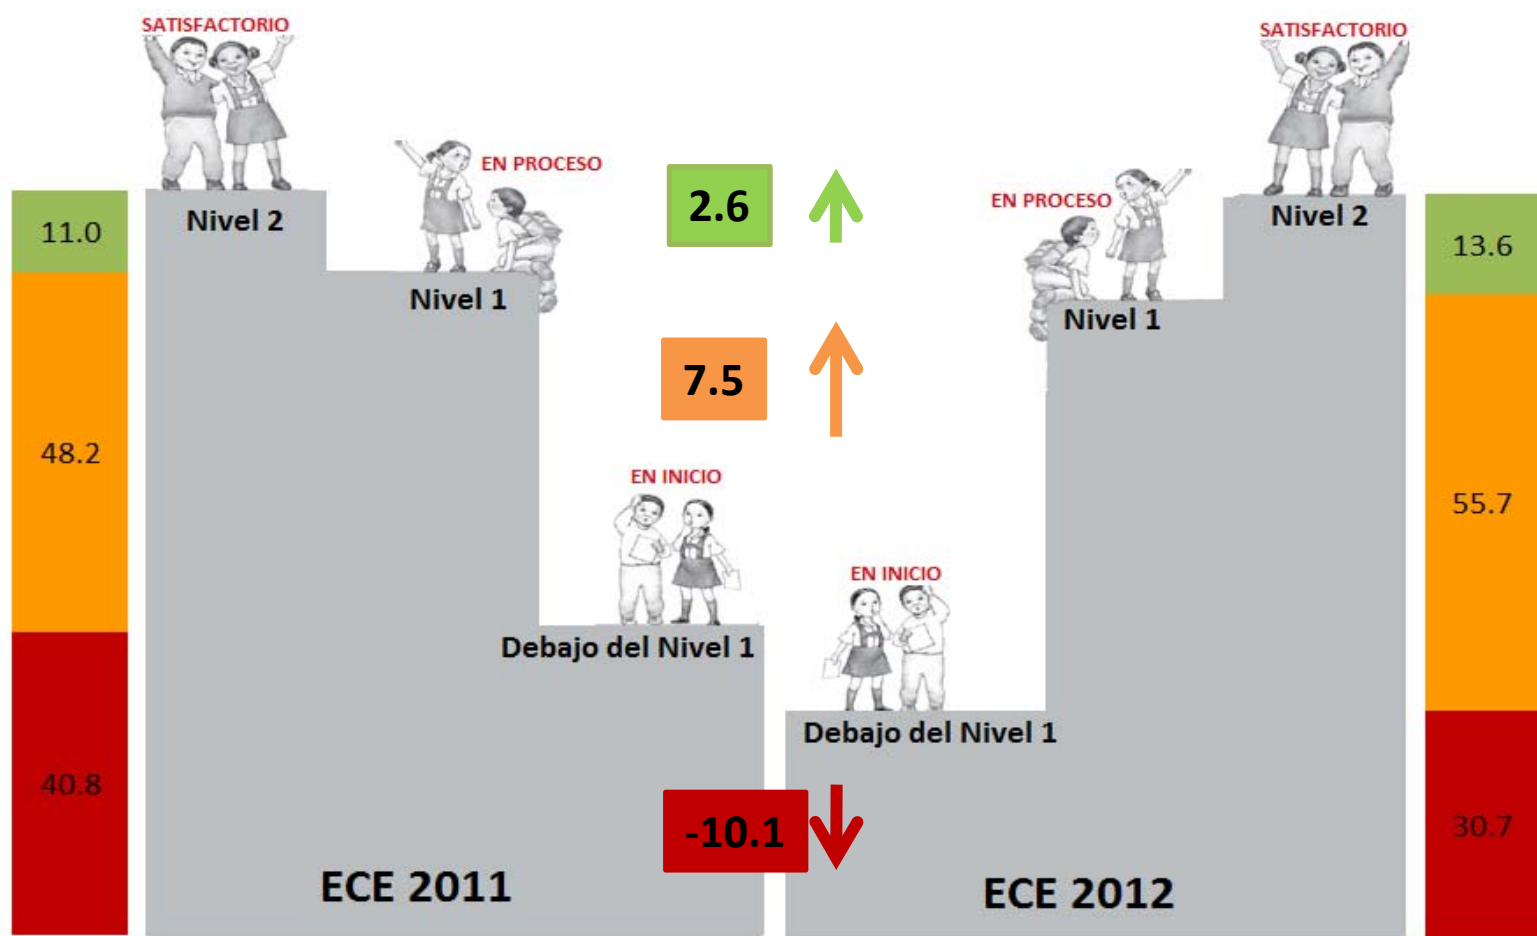 SATISFACTORIO
EN PROCESO
11.0
Nivel 2
Nivel 1
48.2
EN INICIO
Debajo del Nivel 1
40.8
ECE 2011
2.6
7.5
-10.1
SATISFACTORIO
EN PROCESO
Nivel 2
13.6
Nivel 1
55.7
EN INICIO
Debajo del Nivel 1
30.7
ECE 2012